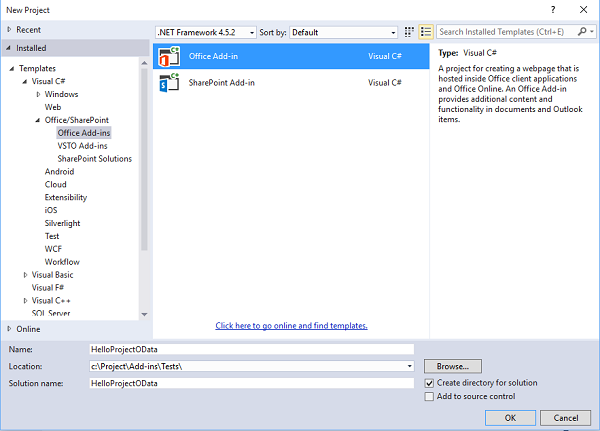 New Project
Recent
.NET Framework 4.5.2
Sort by:
Default
Search Installed Templates (Ctrl+E)
Installed
Templates
Visual C#
Windows
Web
Office/SharePoint
Office Add-ins
VSTO Add-ins
SharePoint Solutions
Android
Cloud
Extensibility
iOS
Silverlight
Test
WCF
Workflow
Visual Basic
Visual F#
Visual C++
SQL Server
Online
Office Add-in Visual C#
SharePoint Add-in Visual C#
Click here to go online and find templates.
Type: Visual C#
A project for creating a webpage that is
hosted inside Office client applications
and Office Online. An Office Add-in
provides additional content and
functionality in documents and Outlook
items.
Name: HelloProjectOData
Location: c:\Project\Add-ins\Tests\
Browse...
Solution name: HelloProjectOData
Create directory for solution
Add to source control
OK
Cancel